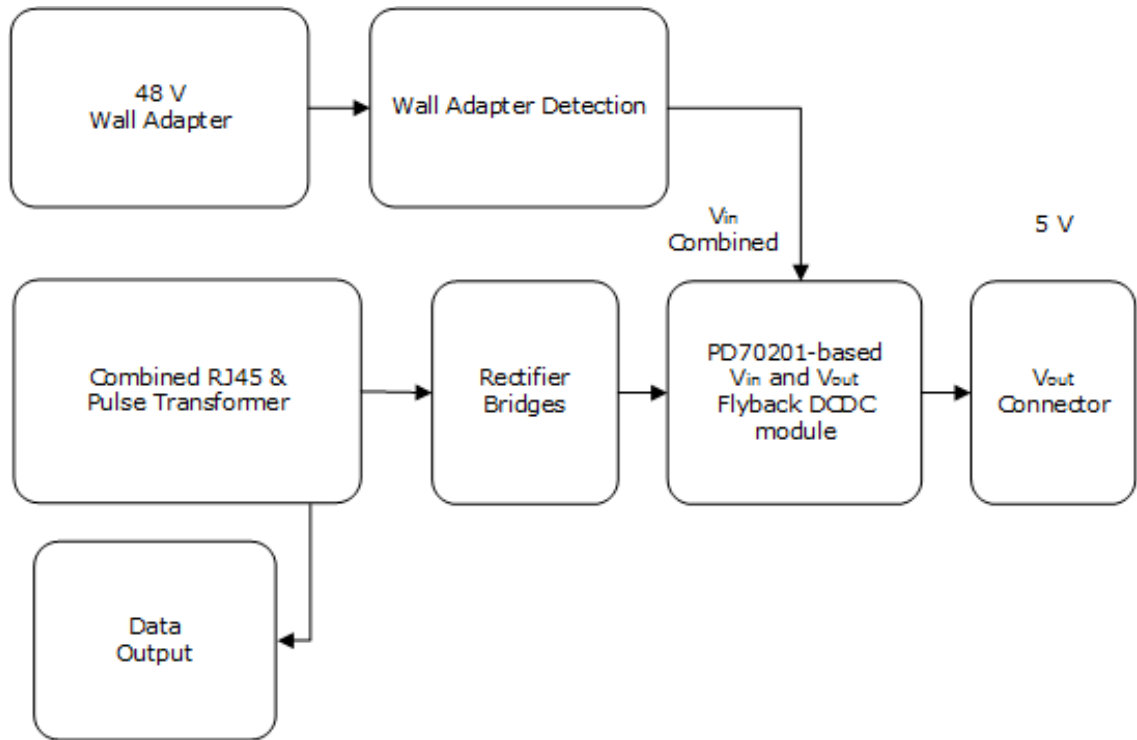 48 V
Wall Adapter
Wall Adapter Detection
Vin
Combined
5 V
Combined RJ45 &
Pulse Transformer
Rectifier
Bridges
PD70201-based
Vin and Vout
Flyback DCDC
module
Vout
Connector
Data
Output